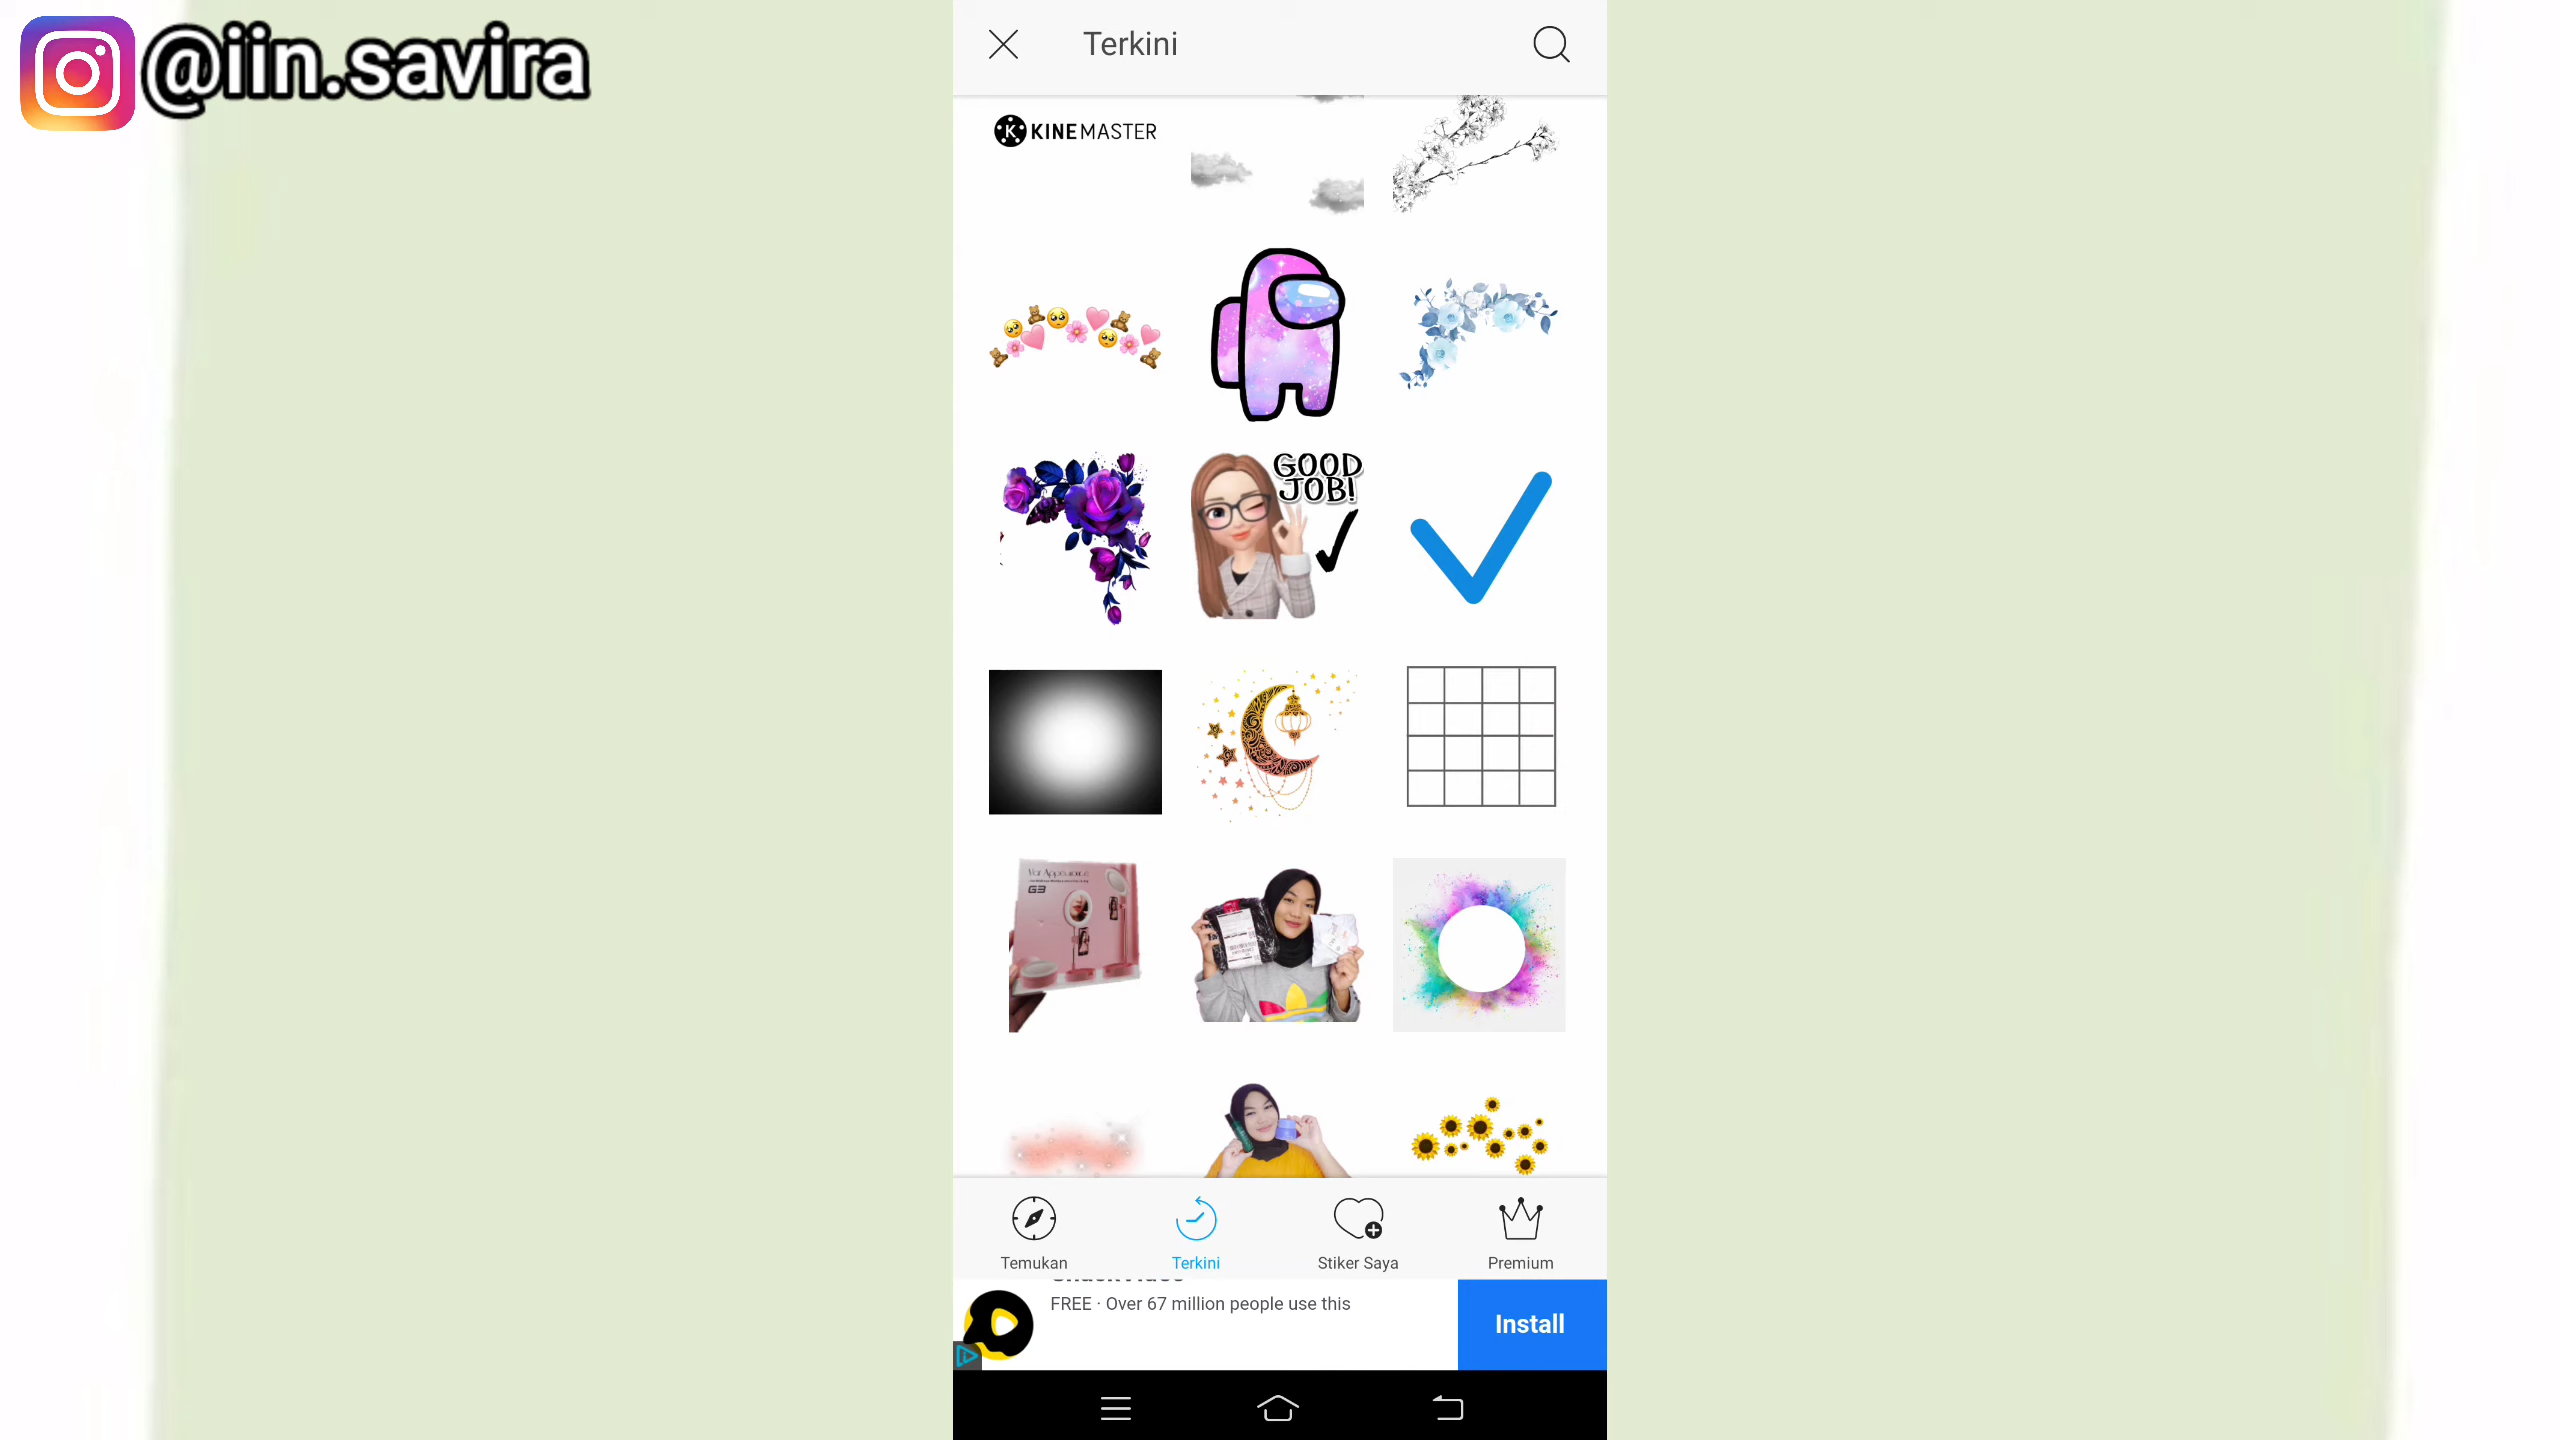 @iin.savira
Terkini
KINEMASTER
GOOD
JOB!
G3
Temukan
Terkini
Stiker Saya
Premium
FREE · Over 67 million people use this
Install